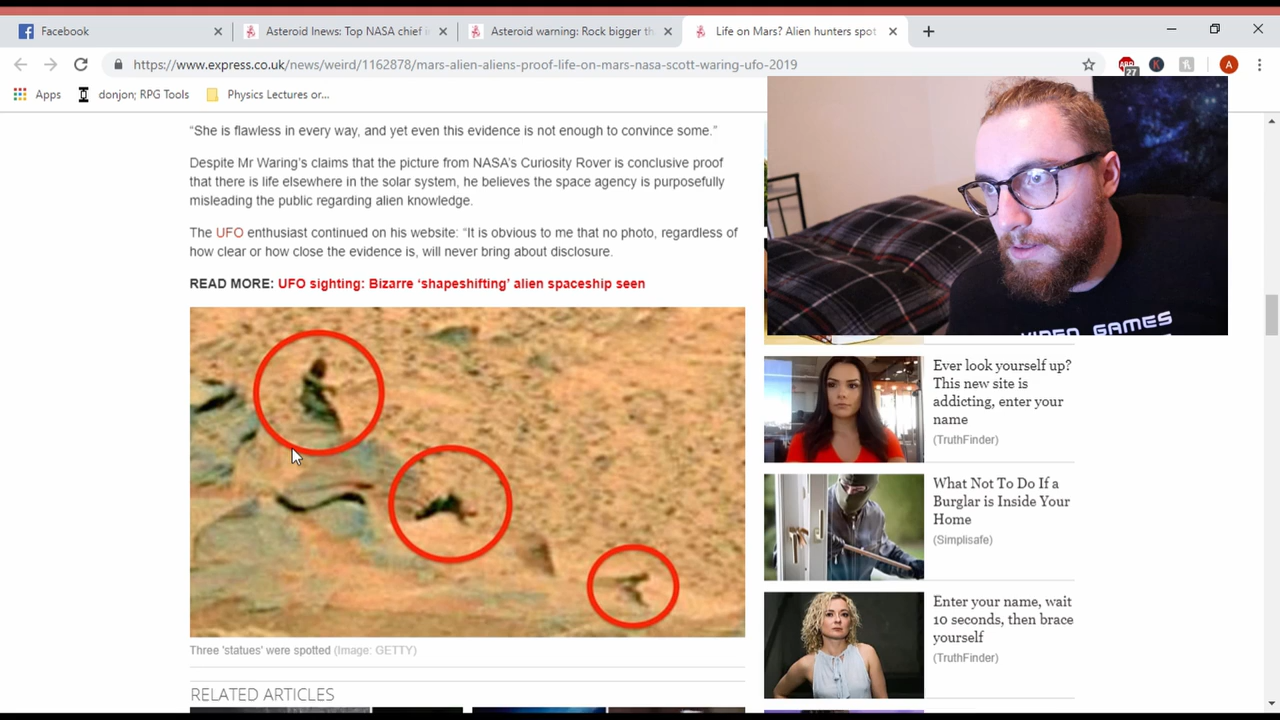 Facebook
Asteroid Inews: Top NASA chief i
Asteroid warning: Rock bigger th
Life on Mars? Alien hunters spot
https://www.express.co.uk/news/weird/1162878/mars-alien-aliens-proof-life-on-mars-nasa-scott-waring-ufo-2019
ABP
27
K
A
Apps
donjon; RPG Tools
Physics Lectures or...
“She is flawless in every way, and yet even this evidence is not enough to convince some.”
Despite Mr Waring’s claims that the picture from NASA’s Curiosity Rover is conclusive proof
that there is life elsewhere in the solar system, he believes the space agency is purposefully
misleading the public regarding alien knowledge.
The UFO enthusiast continued on his website: “It is obvious to me that no photo, regardless of
how clear or how close the evidence is, will never bring about disclosure.
READ MORE: UFO sighting: Bizarre ‘shapeshifting’ alien spaceship seen
Three 'statues' were spotted (Image: GETTY)
RELATED ARTICLES
VIDEO GAMES
Ever look yourself up?
This new site is
addicting, enter your
name
(TruthFinder)
What Not To Do If a
Burglar is Inside Your
Home
(Simplisafe)
Enter your name, wait
10 seconds, then brace
yourself
(TruthFinder)